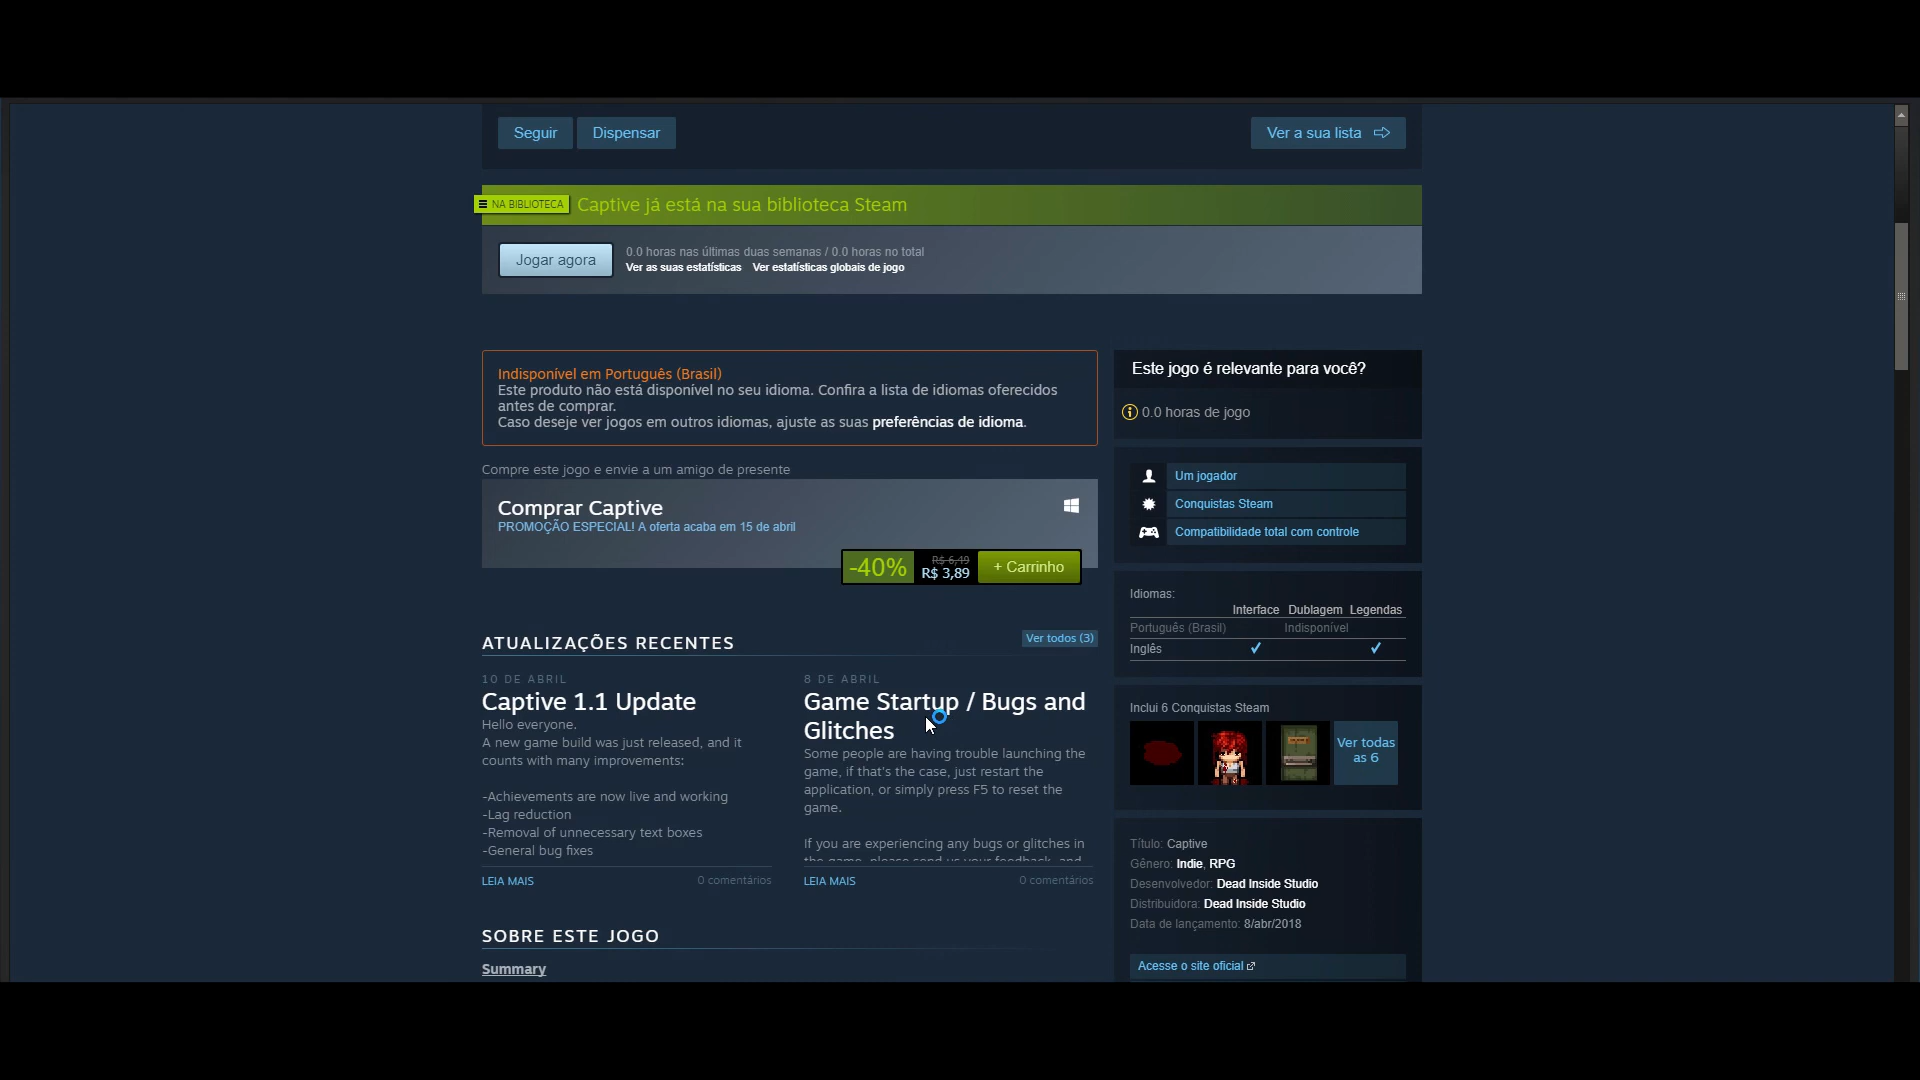 Seguir
Dispensar
Ver a sua lista
NA BIBLIOTECA
Captive já está na sua biblioteca Steam
Jogar agora
0.0 horas nas últimas duas semanas / 0.0 horas no total
Ver as suas estatísticas Ver estatísticas globais de jogo
Indisponível em Português (Brasil)
Este produto não está disponível no seu idioma. Confira a lista de idiomas oferecidos
antes de comprar.
Caso deseje ver jogos em outros idiomas, ajuste as suas preferências de idioma.
Compre este jogo e envie a um amigo de presente
Comprar Captive
PROMOÇÃO ESPECIAL! A oferta acaba em 15 de abril
-40%
R$ 6,49
R$ 3,89
+ Carrinho
ATUALIZAÇÕES RECENTES
Ver todos (3)
10 DE ABRIL
Captive 1.1 Update
Hello everyone.
A new game build was just released, and it
counts with many improvements:
-Achievements are now live and working
-Lag reduction
-Removal of unnecessary text boxes
-General bug fixes
LEIA MAIS
0 comentários
8 DE ABRIL
Game Startup / Bugs and
Glitches
Some people are having trouble launching the
game, if that's the case, just restart the
application, or simply press F5 to reset the
game.
If you are experiencing any bugs or glitches in
the game, please send us your feedback, and
LEIA MAIS
0 comentários
SOBRE ESTE JOGO
Summary
Este jogo é relevante para você?
0.0 horas de jogo
Um jogador
Conquistas Steam
Compatibilidade total com controle
Idiomas:
Interface Dublagem Legendas
Português (Brasil) Indisponível
Inglês
Inclui 6 Conquistas Steam
Ver todas
as 6
Título: Captive
Gênero: Indie, RPG
Desenvolvedor: Dead Inside Studio
Distribuidora: Dead Inside Studio
Data de lançamento: 8/abr/2018
Acesse o site oficial